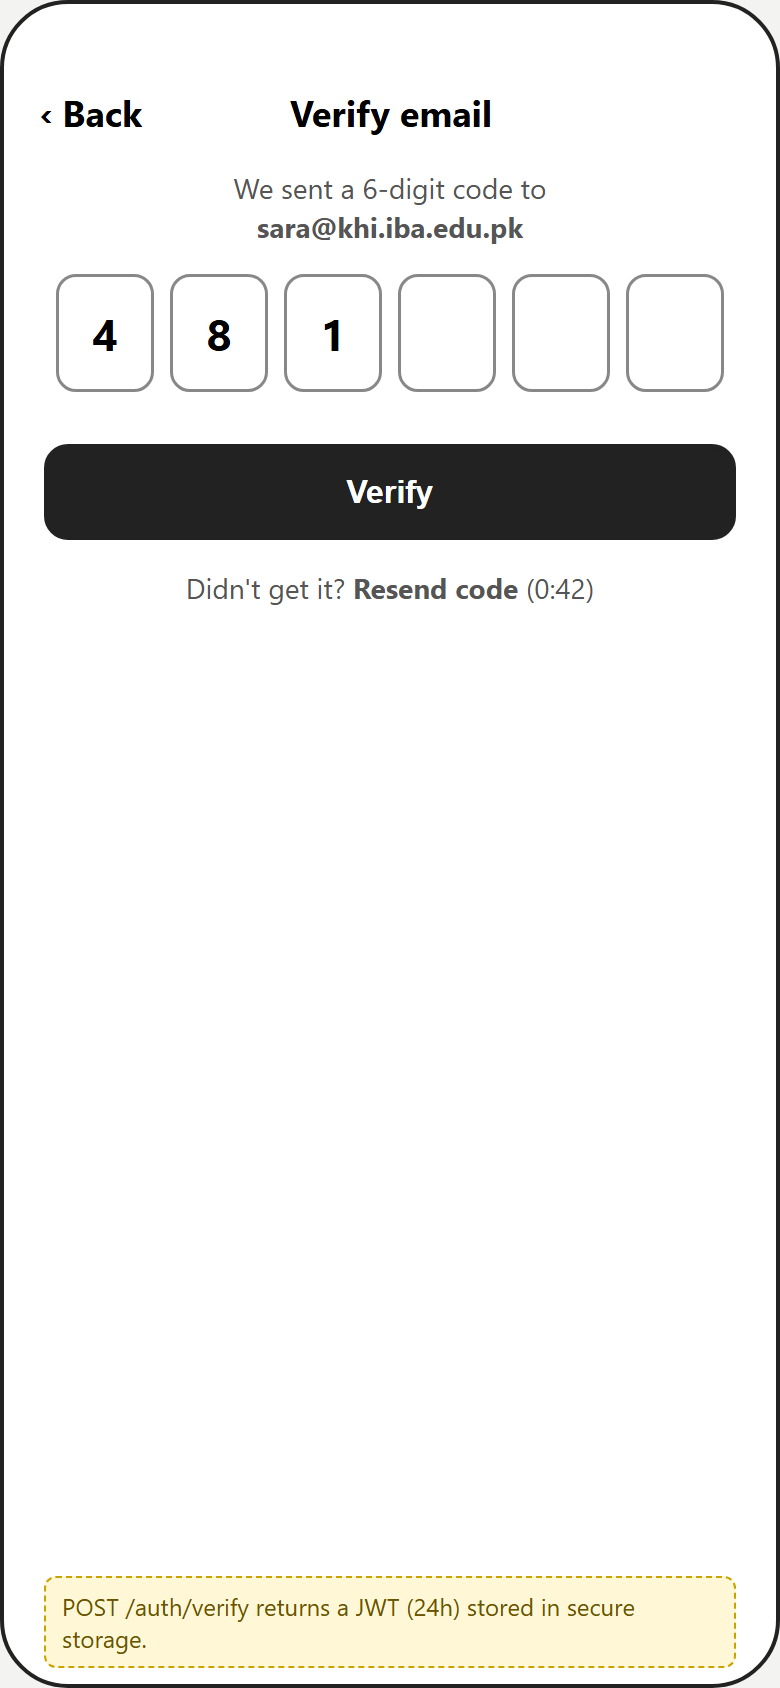 ‹ Back
Verify email
We sent a 6-digit code to
sara@khi.iba.edu.pk
4 8 1
Verify
Didn't get it? Resend code (0:42)
POST /auth/verify returns a JWT (24h) stored in secure
storage.